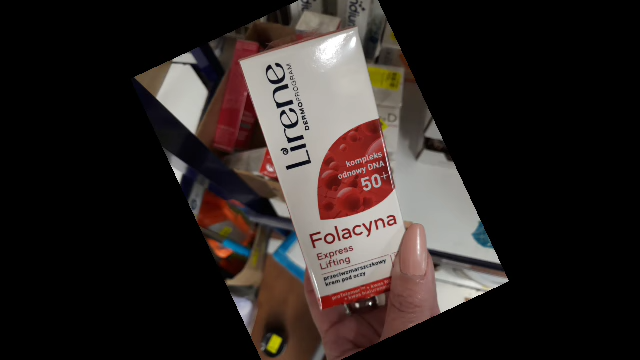 Lirene
DERMOPROGRAM
kompleks
odnowy DNA
50+
Folacyna
Express
Lifting
przeciwzmarszczkowy
krem pod oczy